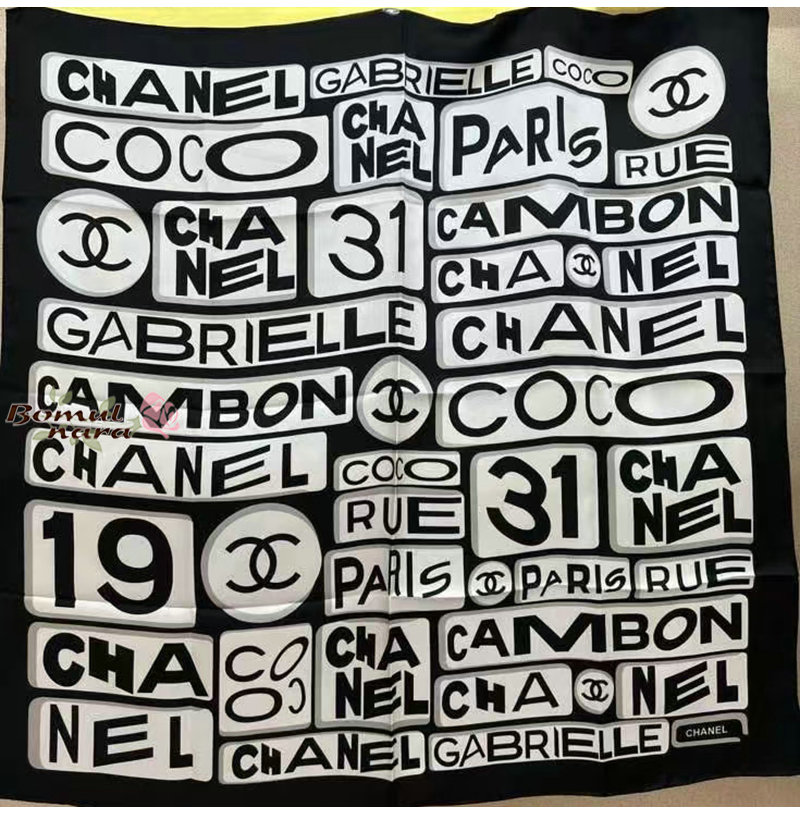 CHANEL GABRIELLE COCO
COCO CHA NEL PARIS RUE
CHA NEL 31 CAMBON
CHA NEL
GABRIELLE CHANEL
CAMBON COCO
Bomul nara
CHANEL COCO 31 CHA NEL
RUE
19 PARIS PARIS RUE
CHA NEL COCO CHA NEL CAMBON
CHA NEL
CHANEL GABRIELLE CHANEL